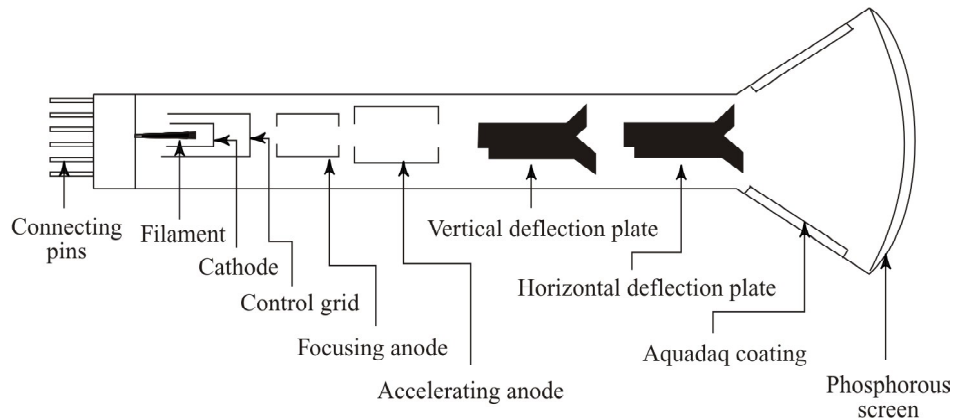 Connecting
pins
Filament
Cathode
Control grid
Focusing anode
Accelerating anode
Vertical deflection plate
Horizontal deflection plate
Aquadaq coating
Phosphorous
screen